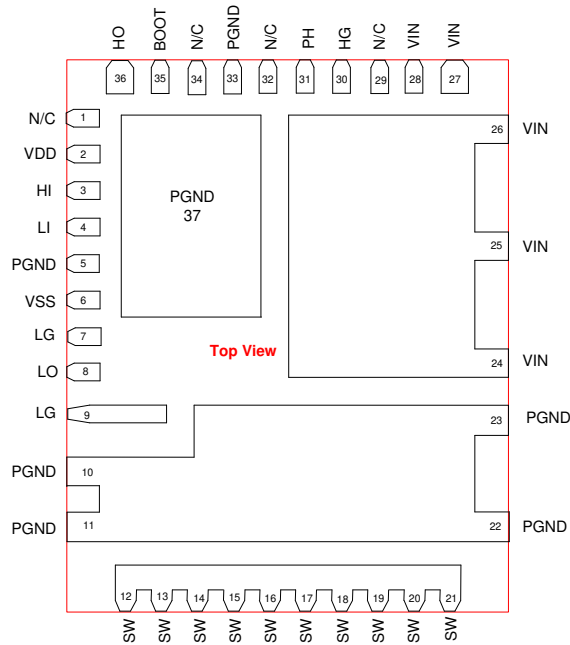 HO BOOT N/C PGND N/C PH HG N/C VIN VIN
36 35 34 33 32 31 30 29 28 27
N/C 1
26 VIN
VDD 2
HI 3
PGND
37
LI 4
25 VIN
PGND 5
VSS 6
LG 7
Top View
24 VIN
LO 8
LG 9
23 PGND
PGND 10
PGND 11
22 PGND
12 13 14 15 16 17 18 19 20 21
SW SW SW SW SW SW SW SW SW SW